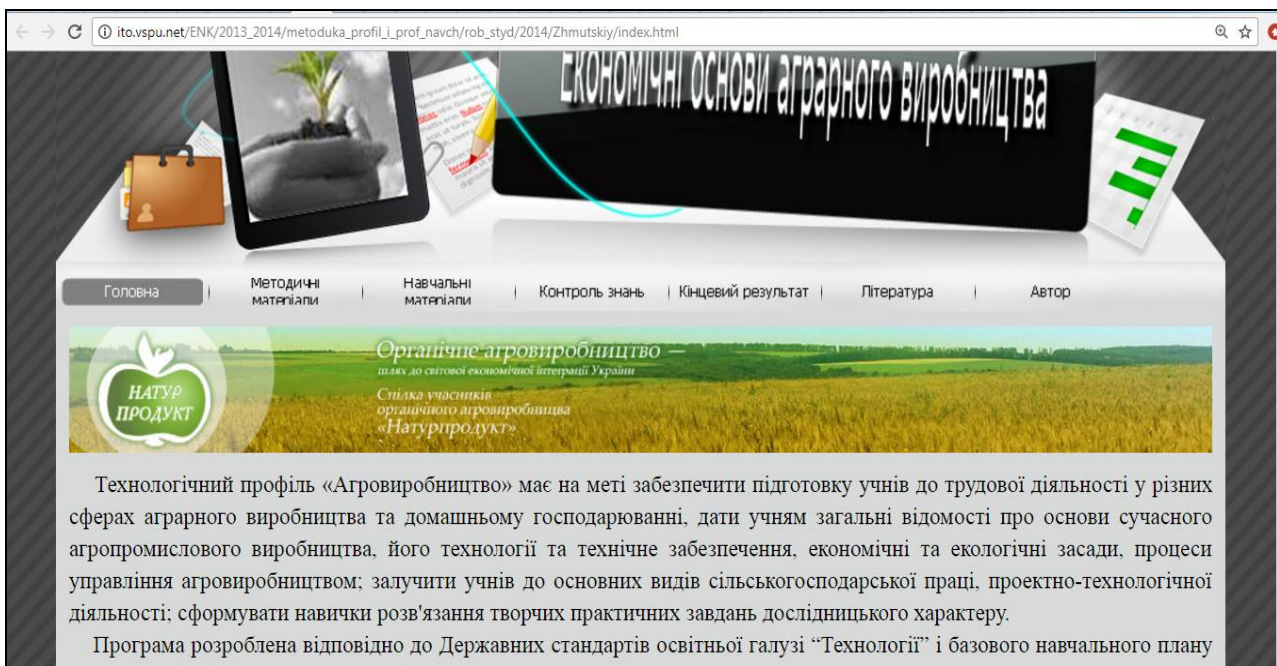 ito.vspu.net/ENK/2013_2014/metoduka_profil_i_prof_navch/rob_styd/2014/Zhmutskiy/index.html
Економічні основи аграрного виробництва
Головна
Методичні
матеріали
Навчальні
матеріали
Контроль знань
Кінцевий результат
Література
Автор
НАТУР
ПРОДУКТ
Органічне агровиробництво —
шлях до світової економічної інтеграції України
Спілка учасників
органічного агровиробництва
«Натурпродукт»
Технологічний профіль «Агровиробництво» має на меті забезпечити підготовку учнів до трудової діяльності у різних
сферах аграрного виробництва та домашньому господарюванні, дати учням загальні відомості про основи сучасного
агропромислового виробництва, його технології та технічне забезпечення, економічні та екологічні засади, процеси
управління агровиробництвом; залучити учнів до основних видів сільськогосподарської праці, проектно-технологічної
діяльності; сформувати навички розв'язання творчих практичних завдань дослідницького характеру.
Програма розроблена відповідно до Державних стандартів освітньої галузі “Технології” і базового навчального плану